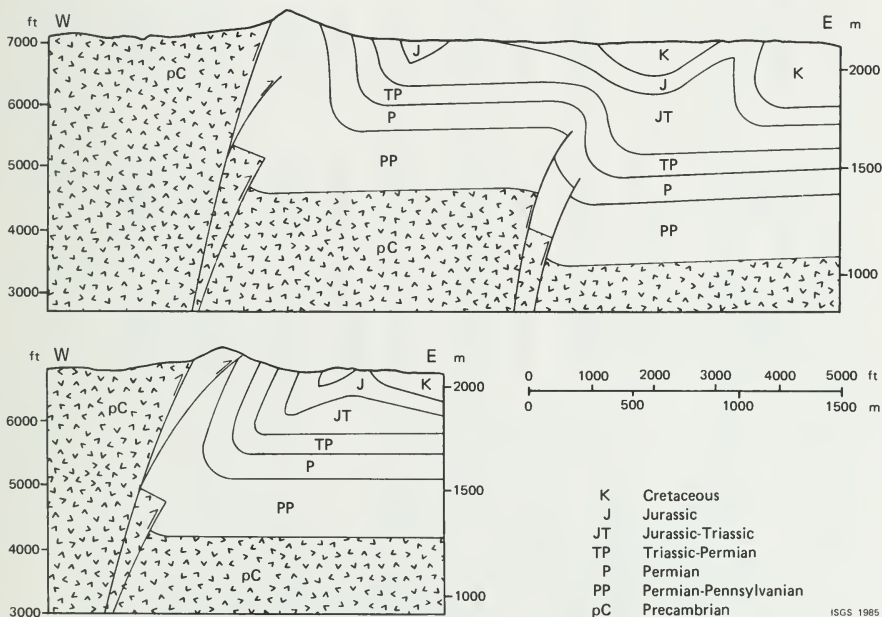 ft W E m
7000
6000
5000
4000
3000
2000
1500
1000
pC
J
K
J
K
TP
JT
P
PP
TP
P
pC
PP
ft W E m
6000
5000
4000
3000
2000
1500
1000
pC
J
K
JT
TP
P
PP
pC
0 1000 2000 3000 4000 5000 ft
0 500 1000 1500 m
K Cretaceous
J Jurassic
JT Jurassic-Triassic
TP Triassic-Permian
P Permian
PP Permian-Pennsylvanian
pC Precambrian
ISGS 1985